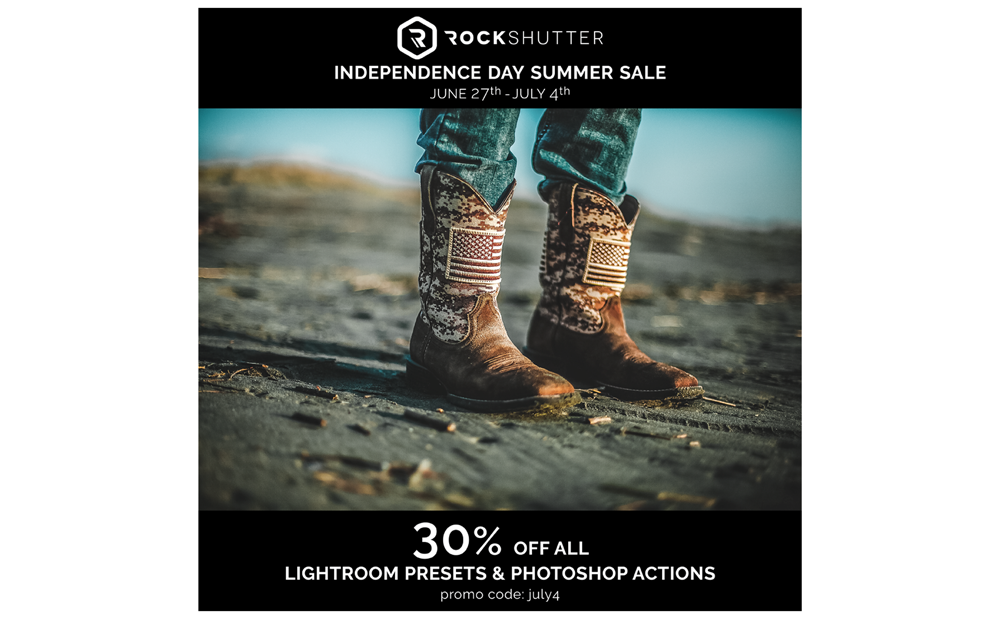 ROCKSHUTTER
INDEPENDENCE DAY SUMMER SALE
JUNE 27th - JULY 4th
30% OFF ALL
LIGHTROOM PRESETS & PHOTOSHOP ACTIONS
promo code: july4